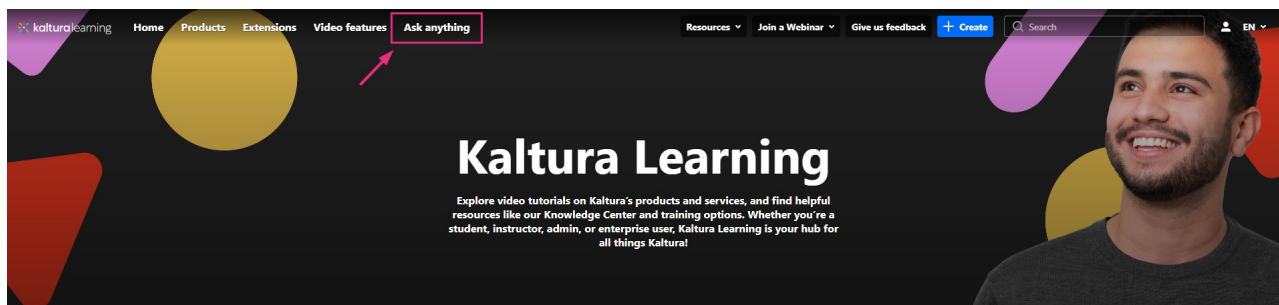 kalturalearning Home Products Extensions Video features Ask anything Resources Join a Webinar Give us feedback + Create Search EN
Kaltura Learning
Explore video tutorials on Kaltura's products and services, and find helpful
resources like our Knowledge Center and training options. Whether you're a
student, instructor, admin, or enterprise user, Kaltura Learning is your hub for
all things Kaltura!